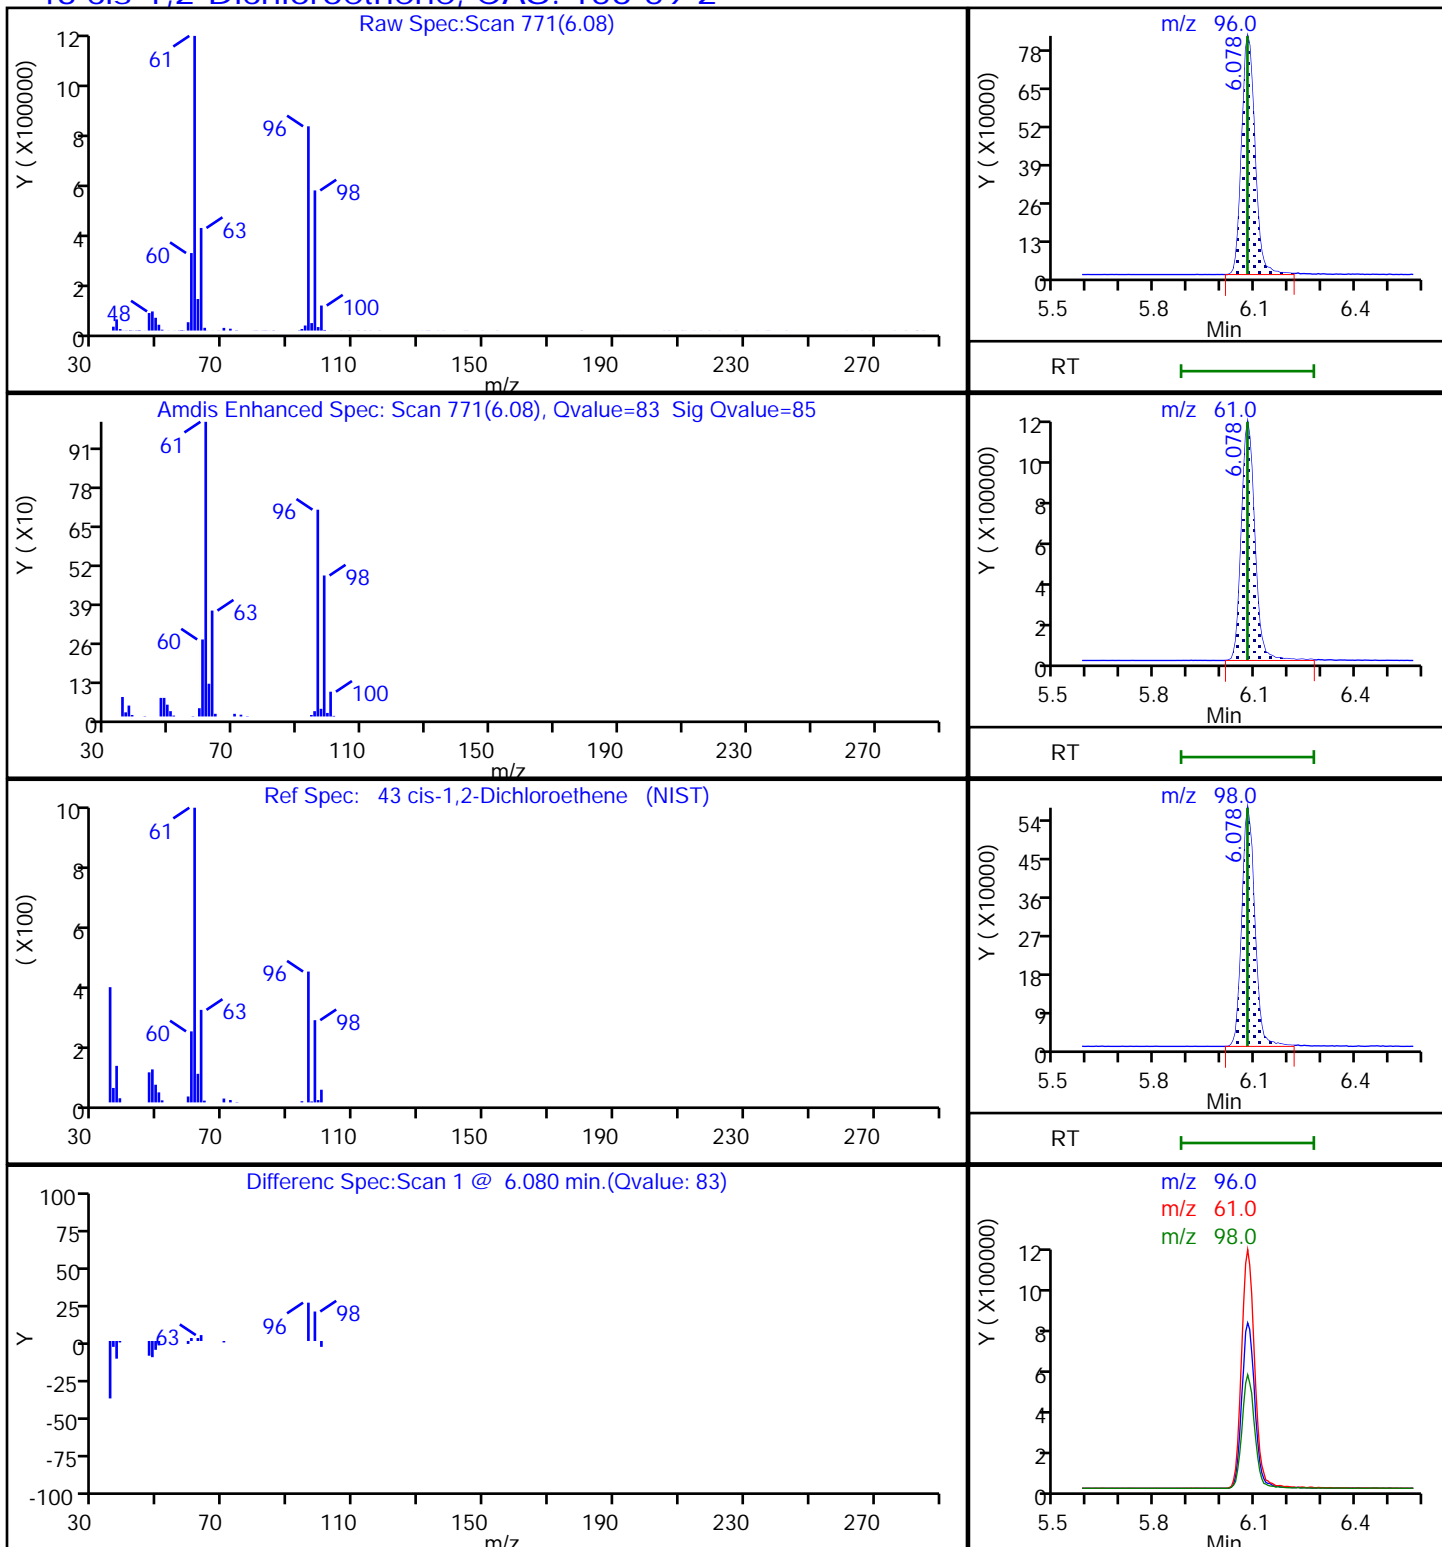 43 cis-1,2-Dichloroethene, CAS: 156-59-2
Raw Spec:Scan 771(6.08)
Y ( X100000)
12
10
8
6
4
2
0
61
96
98
63
60
48
100
30 70 110 150 190 230 270
m/z
m/z 96.0
Y ( X10000)
78
65
52
39
26
13
0
6.078
5.5 5.8 6.1 6.4
Min
RT
Amdis Enhanced Spec: Scan 771(6.08), Qvalue=83 Sig Qvalue=85
Y ( X10)
91
78
65
52
39
26
13
0
61
96
98
63
60
100
30 70 110 150 190 230 270
m/z
m/z 61.0
Y ( X100000)
12
10
8
6
4
2
0
6.078
5.5 5.8 6.1 6.4
Min
RT
Ref Spec: 43 cis-1,2-Dichloroethene (NIST)
( X100)
10
8
6
4
2
0
61
96
63
98
60
30 70 110 150 190 230 270
m/z 98.0
Y ( X10000)
54
45
36
27
18
9
0
6.078
5.5 5.8 6.1 6.4
Min
RT
Differenc Spec:Scan 1 @ 6.080 min.(Qvalue: 83)
Y
100
75
50
25
0
-25
-50
-75
-100
63
96
98
30 70 110 150 190 230 270
m/z
m/z 96.0
m/z 61.0
m/z 98.0
Y ( X100000)
12
10
8
6
4
2
0
5.5 5.8 6.1 6.4
Min